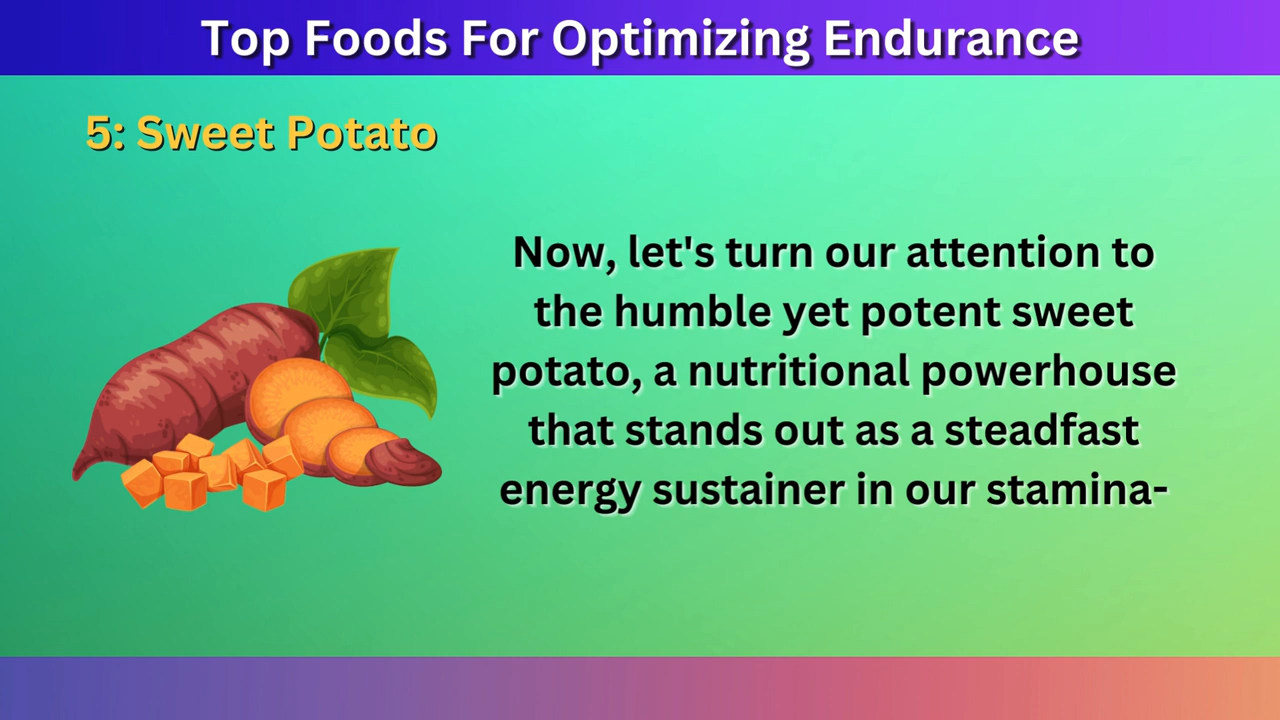 Top Foods For Optimizing Endurance
5: Sweet Potato
Now, let's turn our attention to
the humble yet potent sweet
potato, a nutritional powerhouse
that stands out as a steadfast
energy sustainer in our stamina-